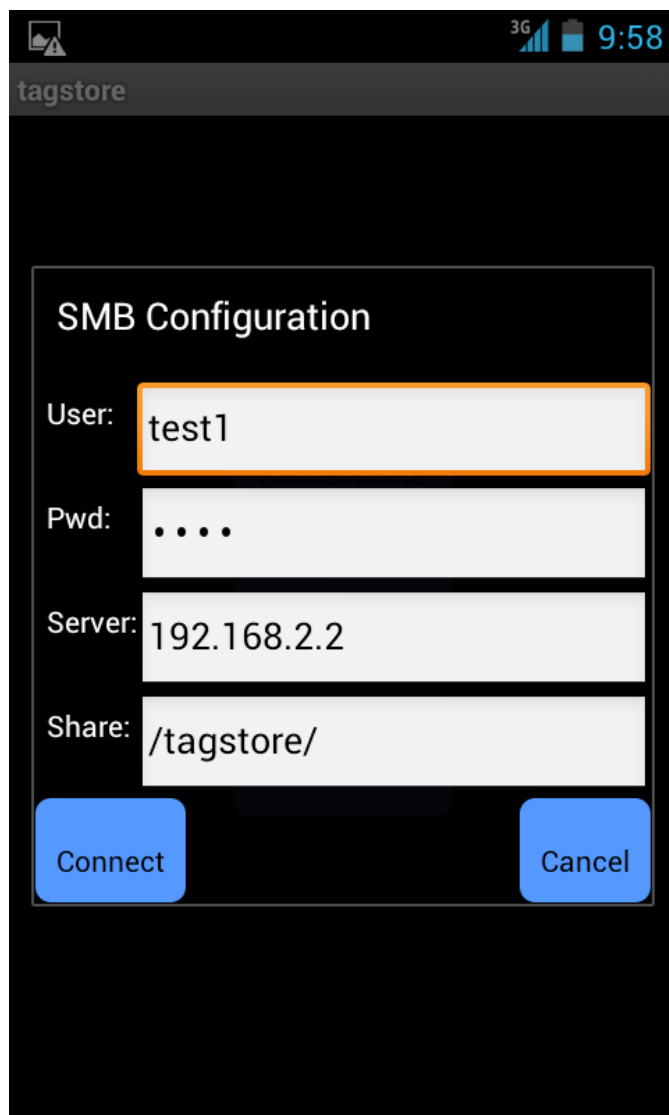 3G 9:58
tagstore
SMB Configuration
User: test1
Pwd: ••••
Server: 192.168.2.2
Share: /tagstore/
Connect Cancel